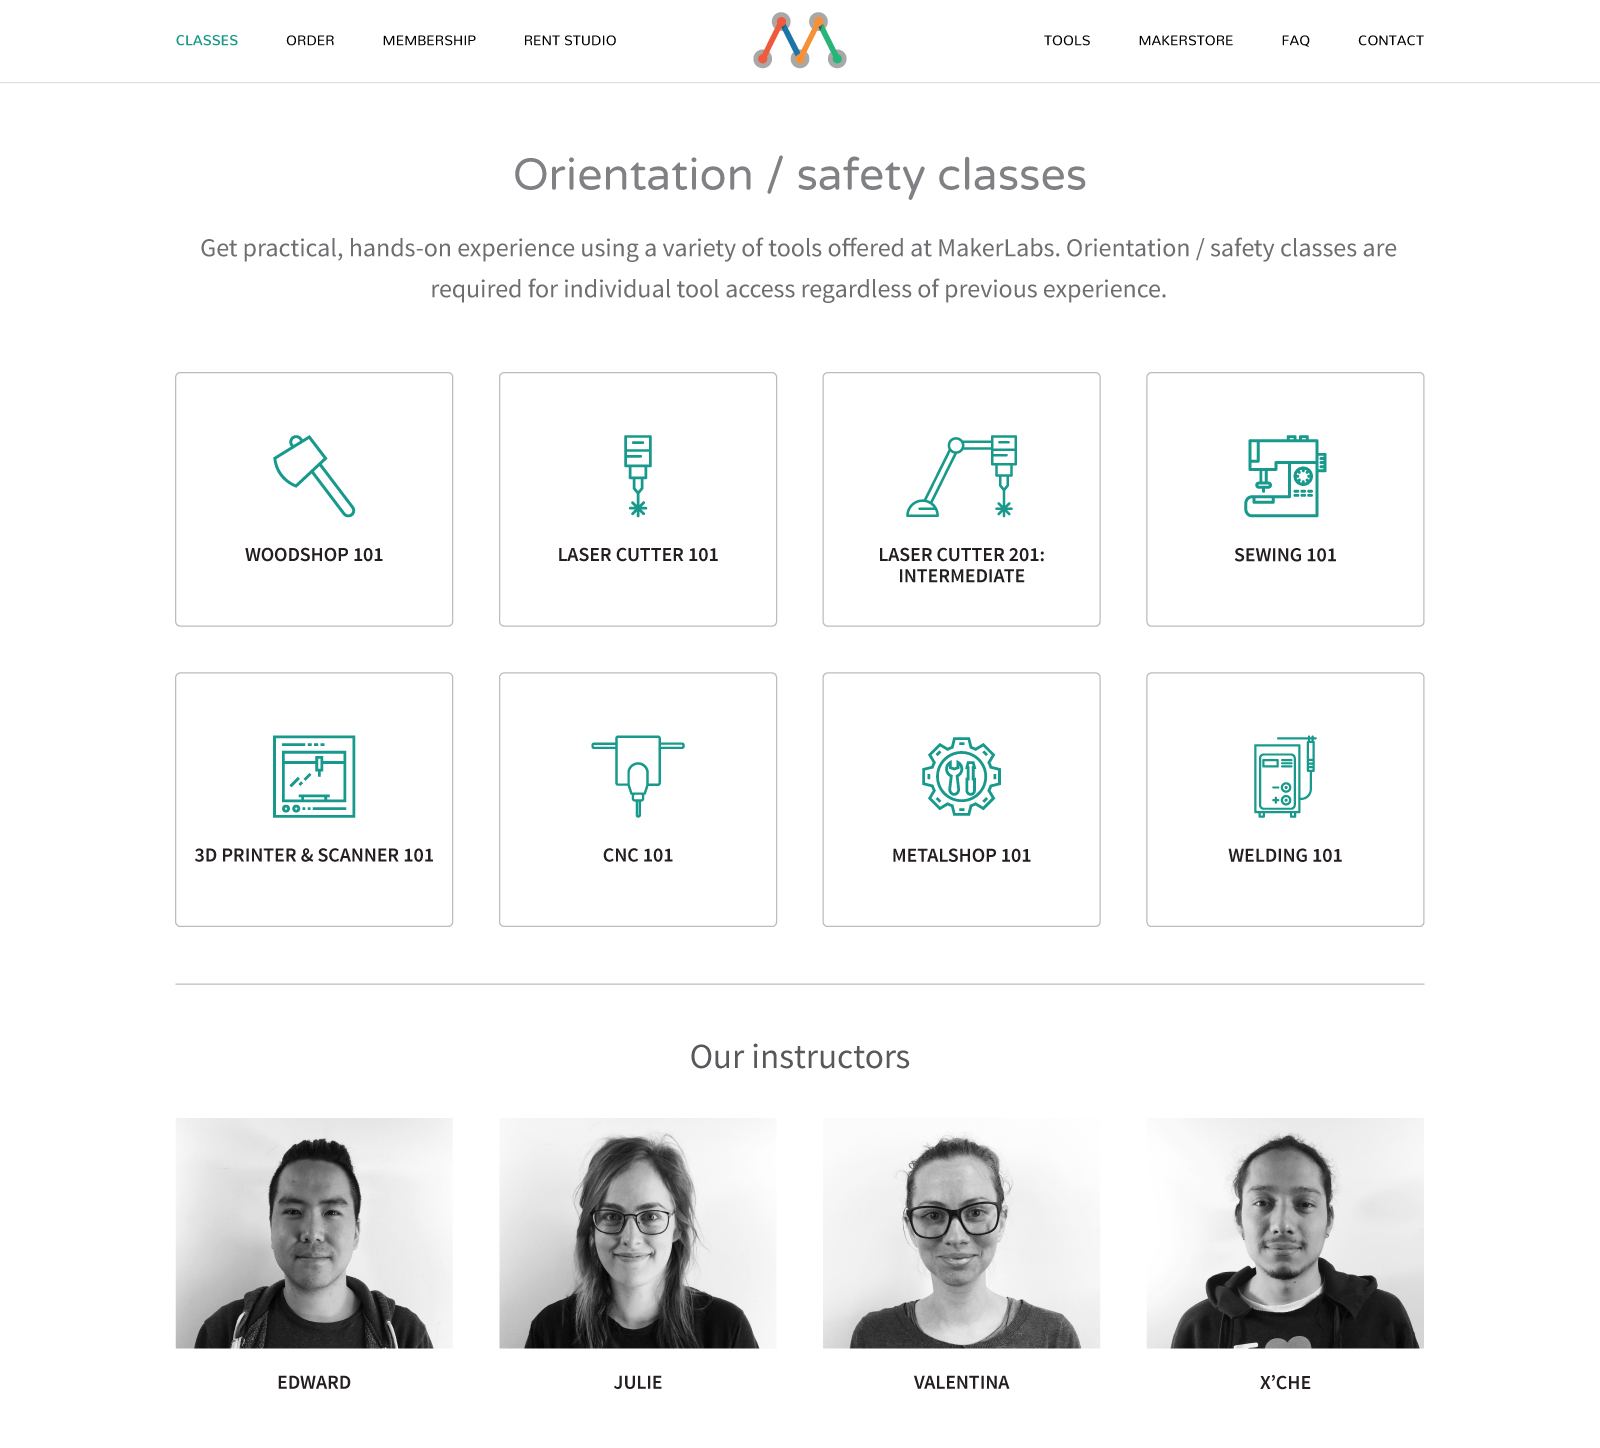 CLASSES ORDER MEMBERSHIP RENT STUDIO TOOLS MAKERSTORE FAQ CONTACT
Orientation / safety classes
Get practical, hands-on experience using a variety of tools offered at MakerLabs. Orientation / safety classes are
required for individual tool access regardless of previous experience.
WOODSHOP 101
LASER CUTTER 101
LASER CUTTER 201:
INTERMEDIATE
SEWING 101
3D PRINTER & SCANNER 101
CNC 101
METALSHOP 101
WELDING 101
Our instructors
EDWARD
JULIE
VALENTINA
X’CHE